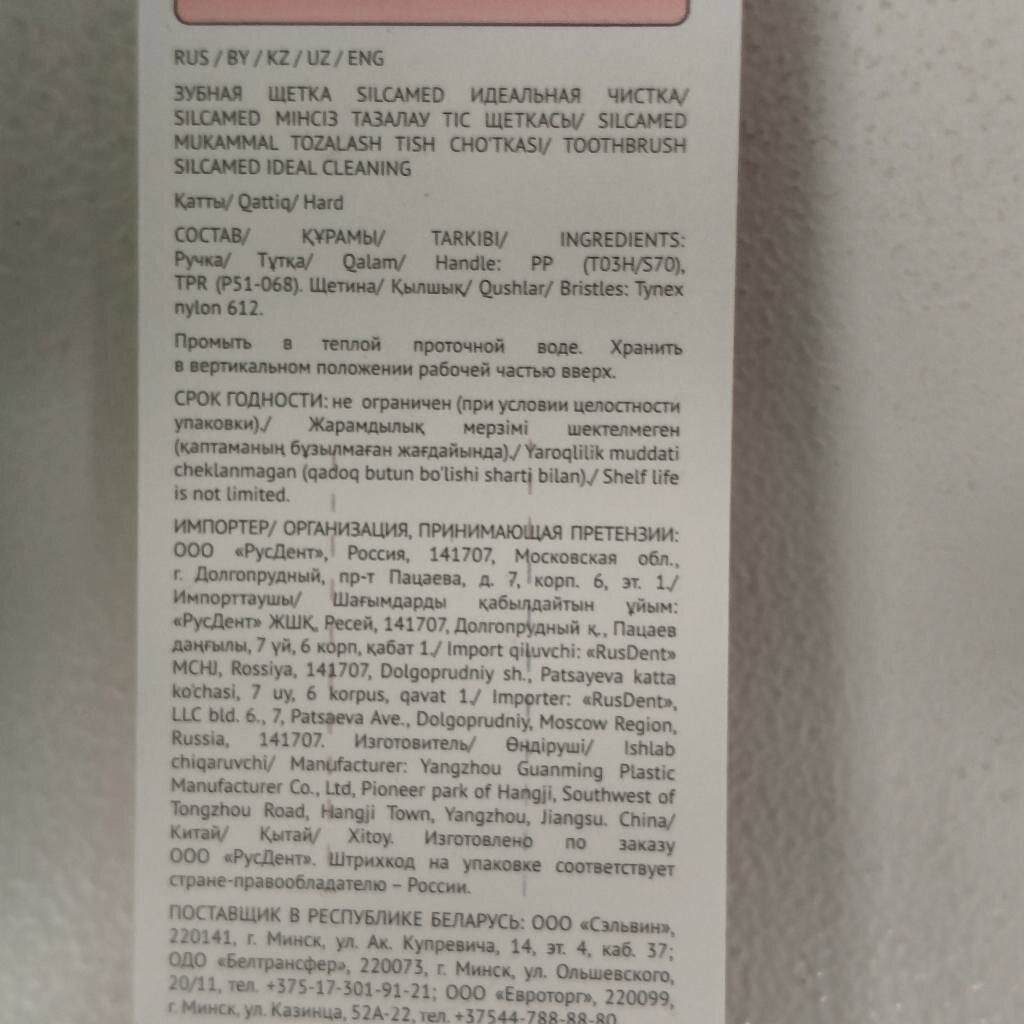 RUS / BY / KZ / UZ / ENG
ЗУБНАЯ ЩЕТКА SILCAMED ИДЕАЛЬНАЯ ЧИСТКА/
SILCAMED МІНСІЗ ТАЗАЛАУ ТІС ЩЕТКАСЫ/ SILCAMED
MUKAMMAL TOZALASH TISH CHO'TKASI/ TOOTHBRUSH
SILCAMED IDEAL CLEANING
Қатты/ Qattiq/ Hard
СОСТАВ/ ҚҰРАМЫ/ TARKIBI/ INGREDIENTS:
Ручка/ Тұтқа/ Qalam/ Handle: PP (T03H/S70),
TPR (P51-068). Щетина/ Қылшық/ Qushlar/ Bristles: Tynex
nylon 612.
Промыть в теплой проточной воде. Хранить
в вертикальном положении рабочей частью вверх.
СРОК ГОДНОСТИ: не ограничен (при условии целостности
упаковки)./ Жарамдылық мерзімі шектелмеген
(қаптаманың бұзылмаған жағдайында)./ Yaroqlilik muddati
cheklanmagan (qadoq butun bo'lishi sharti bilan)./ Shelf life
is not limited.
ИМПОРТЕР/ ОРГАНИЗАЦИЯ, ПРИНИМАЮЩАЯ ПРЕТЕНЗИИ:
ООО «РусДент», Россия, 141707, Московская обл.,
г. Долгопрудный, пр-т Пацаева, д. 7, корп. 6, эт. 1./
Импорттаушы/ Шағымдарды қабылдайтын ұйым:
«РусДент» ЖШҚ, Ресей, 141707, Долгопрудный қ., Пацаев
даңғылы, 7 үй, 6 корп, қабат 1./ Import qiluvchi: «RusDent»
MCHJ, Rossiya, 141707, Dolgoprudniy sh., Patsayeva katta
ko'chasi, 7 uy, 6 korpus, qavat 1./ Importer: «RusDent»,
LLC bld. 6., 7, Patsaeva Ave., Dolgoprudniy, Moscow Region,
Russia, 141707. Изготовитель/ Өндіруші/ Ishlab
chiqaruvchi/ Manufacturer: Yangzhou Guanming Plastic
Manufacturer Co., Ltd, Pioneer park of Hangji, Southwest of
Tongzhou Road, Hangji Town, Yangzhou, Jiangsu. China/
Китай/ Қытай/ Xitoy. Изготовлено по заказу
ООО «РусДент». Штрихкод на упаковке соответствует
стране-правообладателю – России.
ПОСТАВЩИК В РЕСПУБЛИКЕ БЕЛАРУСЬ: ООО «Сэльвин»,
220141, г. Минск, ул. Ак. Купревича, 14, эт. 4, каб. 37;
ОДО «Белтрансфер», 220073, г. Минск, ул. Ольшевского,
20/11, тел. +375-17-301-91-21; ООО «Евроторг», 220099,
г. Минск, ул. Казинца, 52А-22, тел. +37544-788-88-80